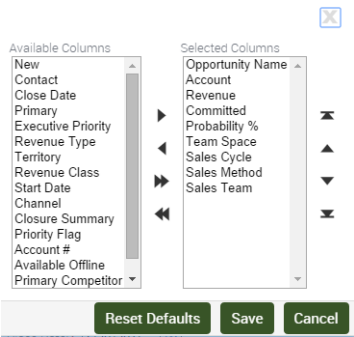 Available Columns
New
Contact
Close Date
Primary
Executive Priority
Revenue Type
Territory
Revenue Class
Start Date
Channel
Closure Summary
Priority Flag
Account #
Available Offline
Primary Competitor
Selected Columns
Opportunity Name
Account
Revenue
Committed
Probability %
Team Space
Sales Cycle
Sales Method
Sales Team
Reset Defaults
Save
Cancel